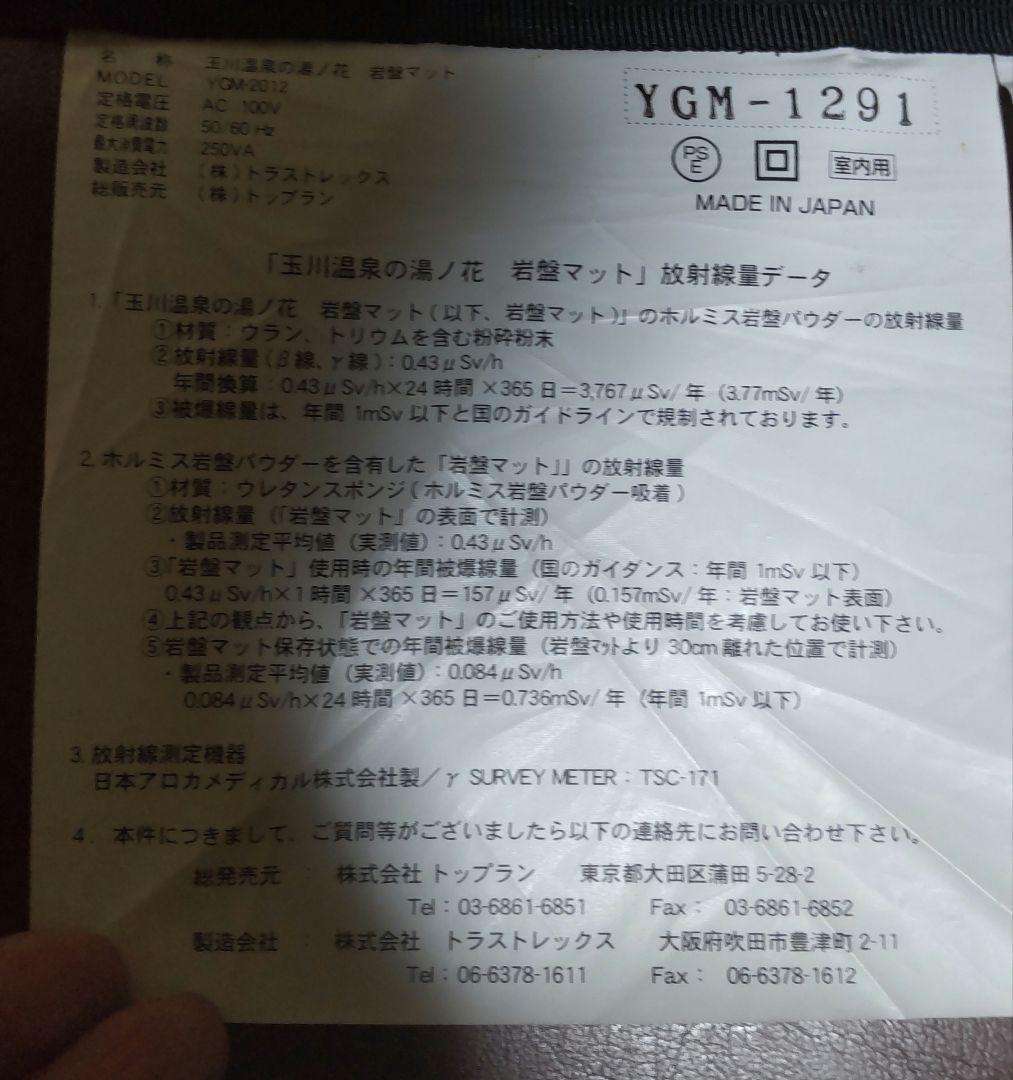 名　称　玉川温泉の湯ノ花　岩盤マット
MODEL　YGM-2012
定格電圧　AC 100V
定格周波数　50/60 Hz
最大消費電力　250VA
製造会社　(株)トラストレックス
総販売元　(株)トップラン
YGM-1291
PSE
室内用
MADE IN JAPAN
「玉川温泉の湯ノ花　岩盤マット」放射線量データ
1.「玉川温泉の湯ノ花　岩盤マット(以下、岩盤マット)」のホルミス岩盤パウダーの放射線量
①材質：ウラン、トリウムを含む粉砕粉末
②放射線量(β線、γ線)：0.43μSv/h
年間換算：0.43μSv/h×24時間×365日＝3,767μSv/年（3.77mSv/年）
③被爆線量は、年間1mSv以下と国のガイドラインで規制されております。
2.ホルミス岩盤パウダーを含有した「岩盤マット」」の放射線量
①材質：ウレタンスポンジ(ホルミス岩盤パウダー吸着)
②放射線量（「岩盤マット」の表面で計測）
・製品測定平均値（実測値）：0.43μSv/h
③「岩盤マット」使用時の年間被爆線量（国のガイダンス：年間1mSv以下）
0.43μSv/h×1時間×365日＝157μSv/年（0.157mSv/年：岩盤マット表面）
④上記の観点から、「岩盤マット」のご使用方法や使用時間を考慮してお使い下さい。
⑤岩盤マット保存状態での年間被爆線量（岩盤マットより30cm離れた位置で計測）
・製品測定平均値（実測値）：0.084μSv/h
0.084μSv/h×24時間×365日＝0.736mSv/年（年間1mSv以下）
3.放射線測定機器
日本アロカメディカル株式会社製／γ SURVEY METER：TSC-171
4．本件につきまして、ご質問等がございましたら以下の連絡先にお問い合わせ下さい。
総発売元　：　株式会社トップラン　東京都大田区蒲田5-28-2
Tel：03-6861-6851　Fax：03-6861-6852
製造会社　：　株式会社　トラストレックス　大阪府吹田市豊津町2-11
Tel：06-6378-1611　Fax：06-6378-1612